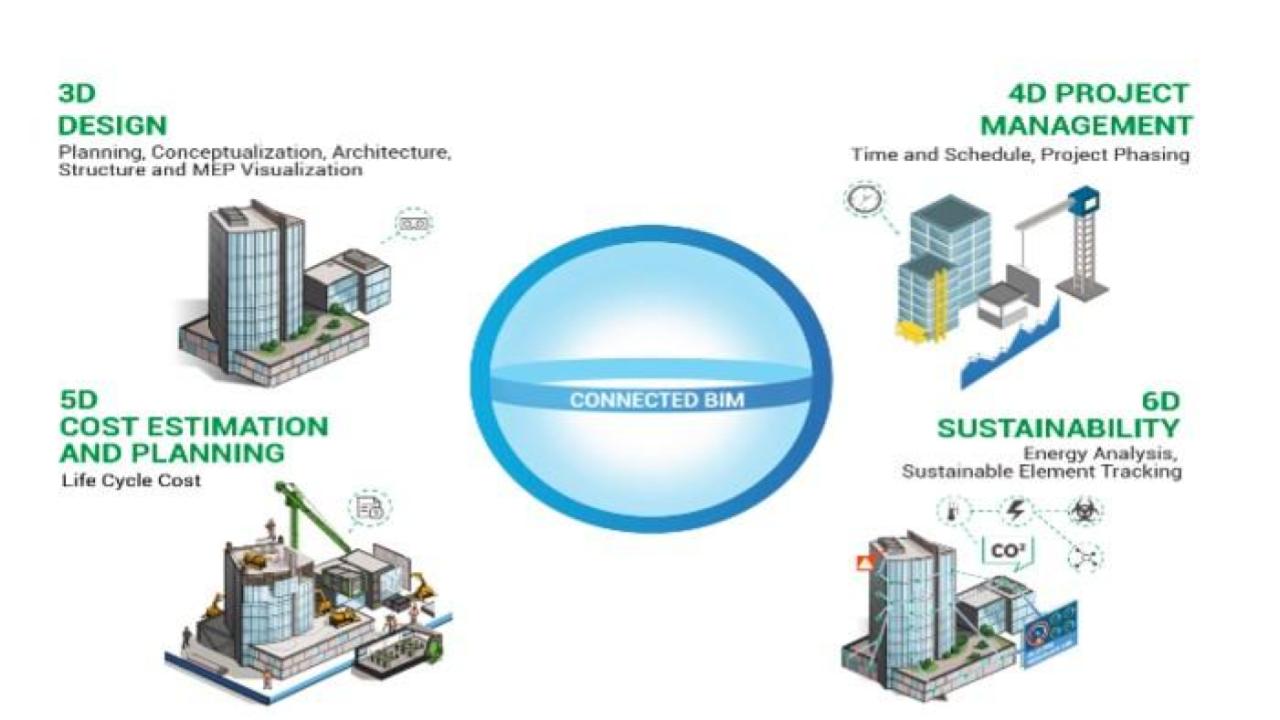 3D
DESIGN
Planning, Conceptualization, Architecture,
Structure and MEP Visualization
4D PROJECT
MANAGEMENT
Time and Schedule, Project Phasing
CONNECTED BIM
5D
COST ESTIMATION
AND PLANNING
Life Cycle Cost
6D
SUSTAINABILITY
Energy Analysis,
Sustainable Element Tracking
CO²